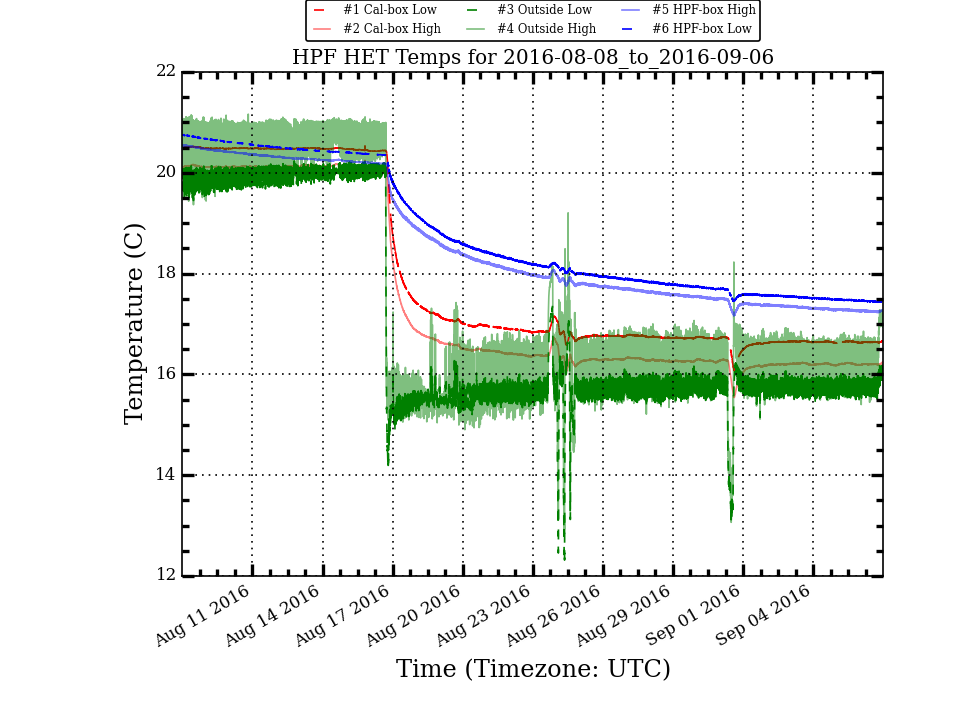 #1 Cal-box Low #3 Outside Low #5 HPF-box High
#2 Cal-box High #4 Outside High #6 HPF-box Low
HPF HET Temps for 2016-08-08_to_2016-09-06
22
20
18
16
14
12
Temperature (C)
Aug 11 2016
Aug 14 2016
Aug 17 2016
Aug 20 2016
Aug 23 2016
Aug 26 2016
Aug 29 2016
Sep 01 2016
Sep 04 2016
Time (Timezone: UTC)